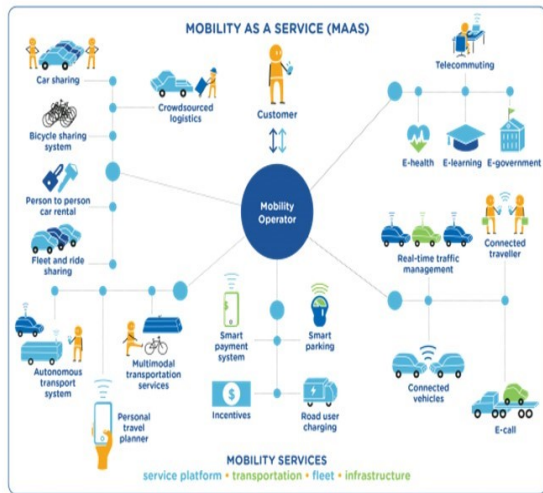 MOBILITY AS A SERVICE (MAAS)
Car sharing
Crowdsourced
logistics
Customer
Telecommuting
Bicycle sharing
system
E-health
E-learning
E-government
Person to person
car rental
Mobility
Operator
Fleet and ride
sharing
Real-time traffic
management
Connected
traveller
Autonomous
transport
system
Multimodal
transportation
services
Smart
payment
system
Smart
parking
Connected
vehicles
Personal
travel
planner
$
Incentives
Road user
charging
E-call
MOBILITY SERVICES
service platform • transportation • fleet • infrastructure